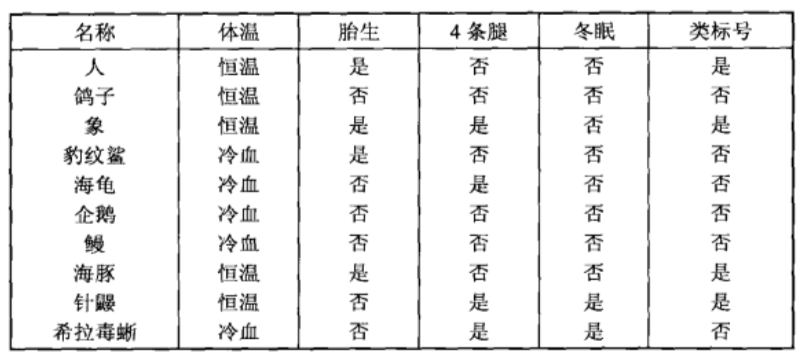 名称 体温 胎生 4条腿 冬眠 类标号
人 恒温 是 否 否 是
鸽子 恒温 否 否 否 否
象 恒温 是 是 否 是
豹纹鲨 冷血 是 否 否 否
海龟 冷血 否 是 否 否
企鹅 冷血 否 否 否 否
鳗 冷血 否 否 否 否
海豚 恒温 是 否 否 是
针鼹 恒温 否 是 是 是
希拉毒蜥 冷血 否 是 是 否